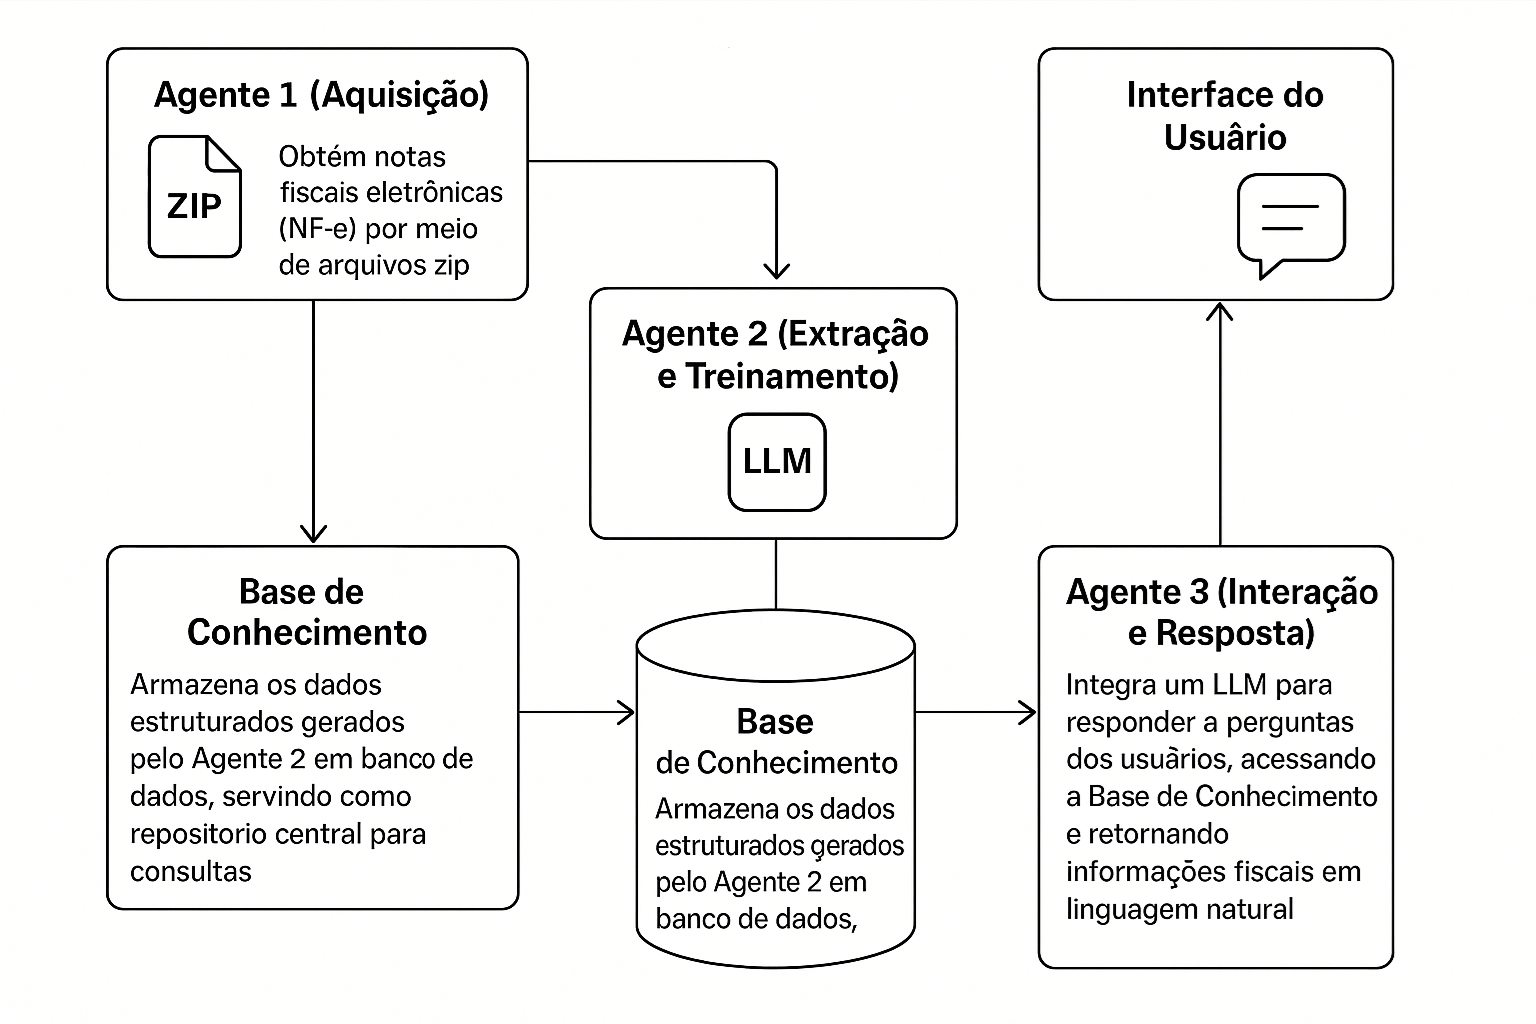 Agente 1 (Aquisição)
ZIP
Obtém notas
fiscais eletrônicas
(NF-e) por meio
de arquivos zip
Interface do
Usuârio
Agente 2 (Extração
e Treinamento)
LLM
Base de
Conhecimento
Armazena os dados
estruturados gerados
pelo Agente 2 em banco de
dados, servindo como
repositorio central para
consultas
Base
de Conhecimento
Armazena os dados
estruturados gerados
pelo Agente 2 em
banco de dados,
Agente 3 (Interação
e Resposta)
Integra um LLM para
responder a perguntas
dos usuàrios, acessando
a Base de Conhecimento
e retornando
informações fiscais em
linguagem natural